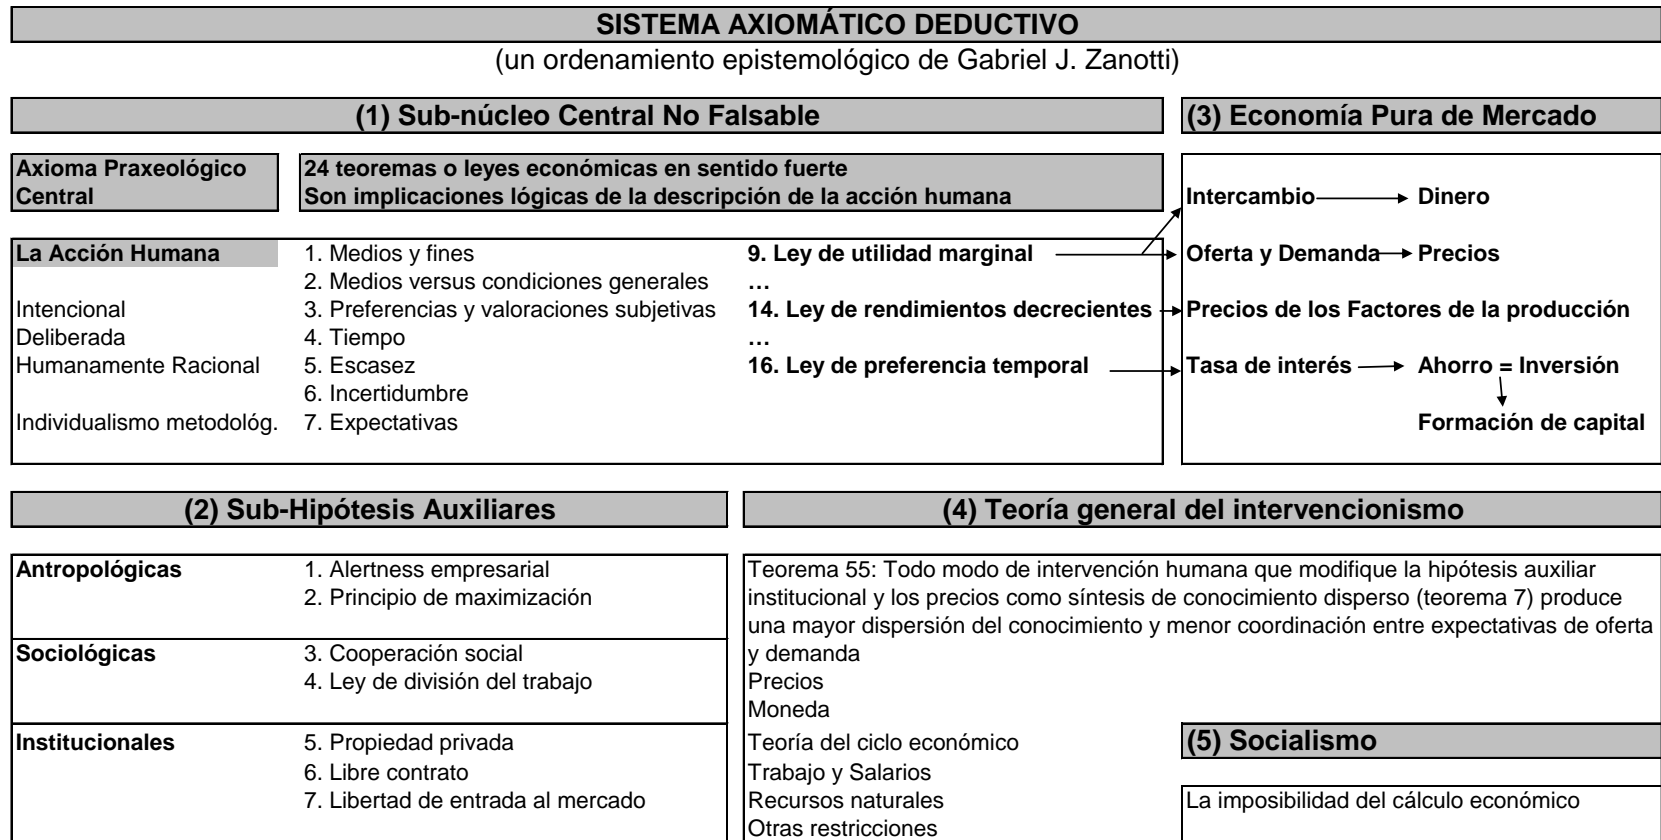 SISTEMA AXIOMÁTICO DEDUCTIVO
(un ordenamiento epistemológico de Gabriel J. Zanotti)
(1) Sub-núcleo Central No Falsable
Axioma Praxeológico
Central
24 teoremas o leyes económicas en sentido fuerte
Son implicaciones lógicas de la descripción de la acción humana
La Acción Humana
Intencional
Deliberada
Humanamente Racional
Individualismo metodológ.
1. Medios y fines
2. Medios versus condiciones generales
3. Preferencias y valoraciones subjetivas
4. Tiempo
5. Escasez
6. Incertidumbre
7. Expectativas
9. Ley de utilidad marginal
…
14. Ley de rendimientos decrecientes
…
16. Ley de preferencia temporal
(3) Economía Pura de Mercado
Intercambio Dinero
Oferta y Demanda Precios
Precios de los Factores de la producción
Tasa de interés Ahorro = Inversión
Formación de capital
(2) Sub-Hipótesis Auxiliares
Antropológicas
1. Alertness empresarial
2. Principio de maximización
Sociológicas
3. Cooperación social
4. Ley de división del trabajo
Institucionales
5. Propiedad privada
6. Libre contrato
7. Libertad de entrada al mercado
(4) Teoría general del intervencionismo
Teorema 55: Todo modo de intervención humana que modifique la hipótesis auxiliar
institucional y los precios como síntesis de conocimiento disperso (teorema 7) produce
una mayor dispersión del conocimiento y menor coordinación entre expectativas de oferta
y demanda
Precios
Moneda
Teoría del ciclo económico
Trabajo y Salarios
Recursos naturales
Otras restricciones
(5) Socialismo
La imposibilidad del cálculo económico